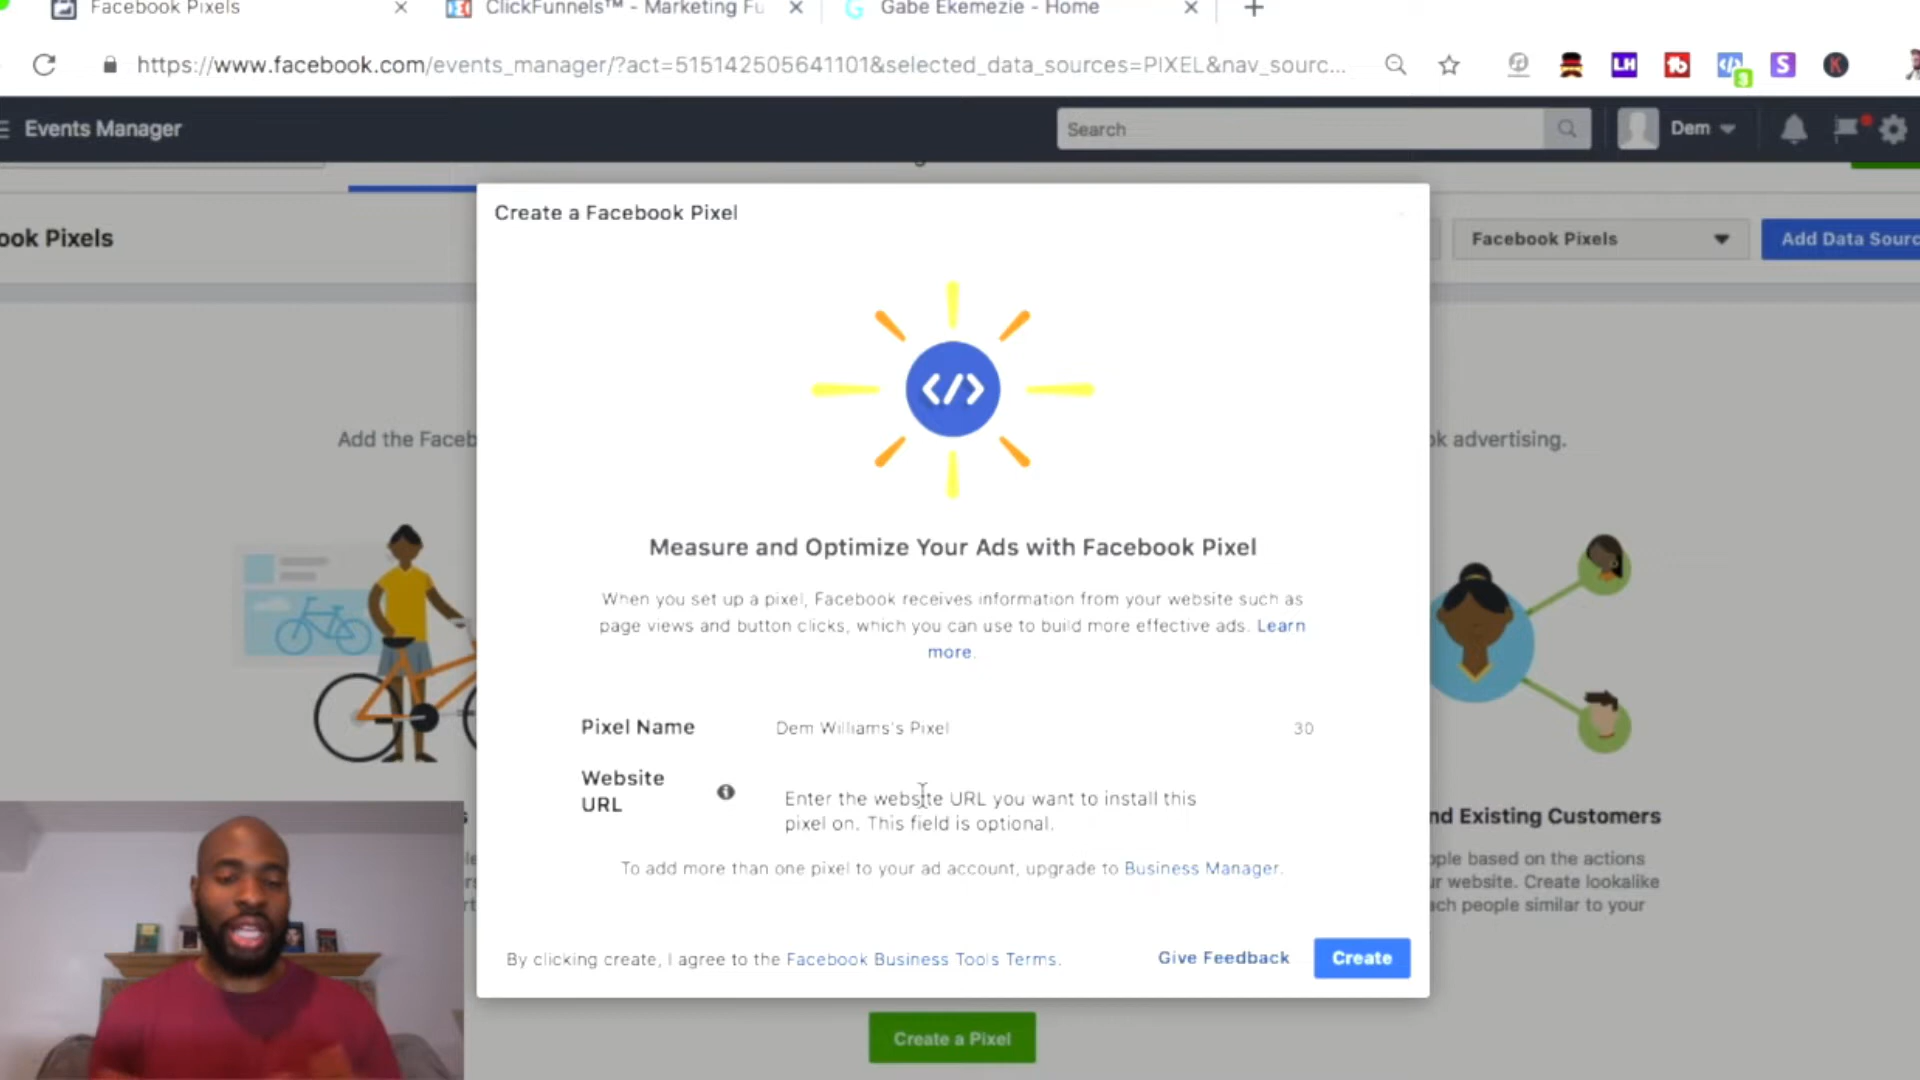 Facebook Pixels
ClickFunnels™ - Marketing Fu
Gabe Ekemezie - Home
https://www.facebook.com/events_manager/?act=515142505641101&selected_data_sources=PIXEL&nav_sourc...
LH
S
K
3
Events Manager
Search
Dem
ook Pixels
Create a Facebook Pixel
Facebook Pixels
Add Data Sourc
</>
Add the Faceb
ok advertising.
Measure and Optimize Your Ads with Facebook Pixel
When you set up a pixel, Facebook receives information from your website such as
page views and button clicks, which you can use to build more effective ads. Learn
more.
Pixel Name
Dem Williams's Pixel
30
Website
URL
Enter the website URL you want to install this
pixel on. This field is optional.
nd Existing Customers
To add more than one pixel to your ad account, upgrade to Business Manager.
ople based on the actions
ur website. Create lookalike
ach people similar to your
By clicking create, I agree to the Facebook Business Tools Terms.
Give Feedback
Create
Create a Pixel